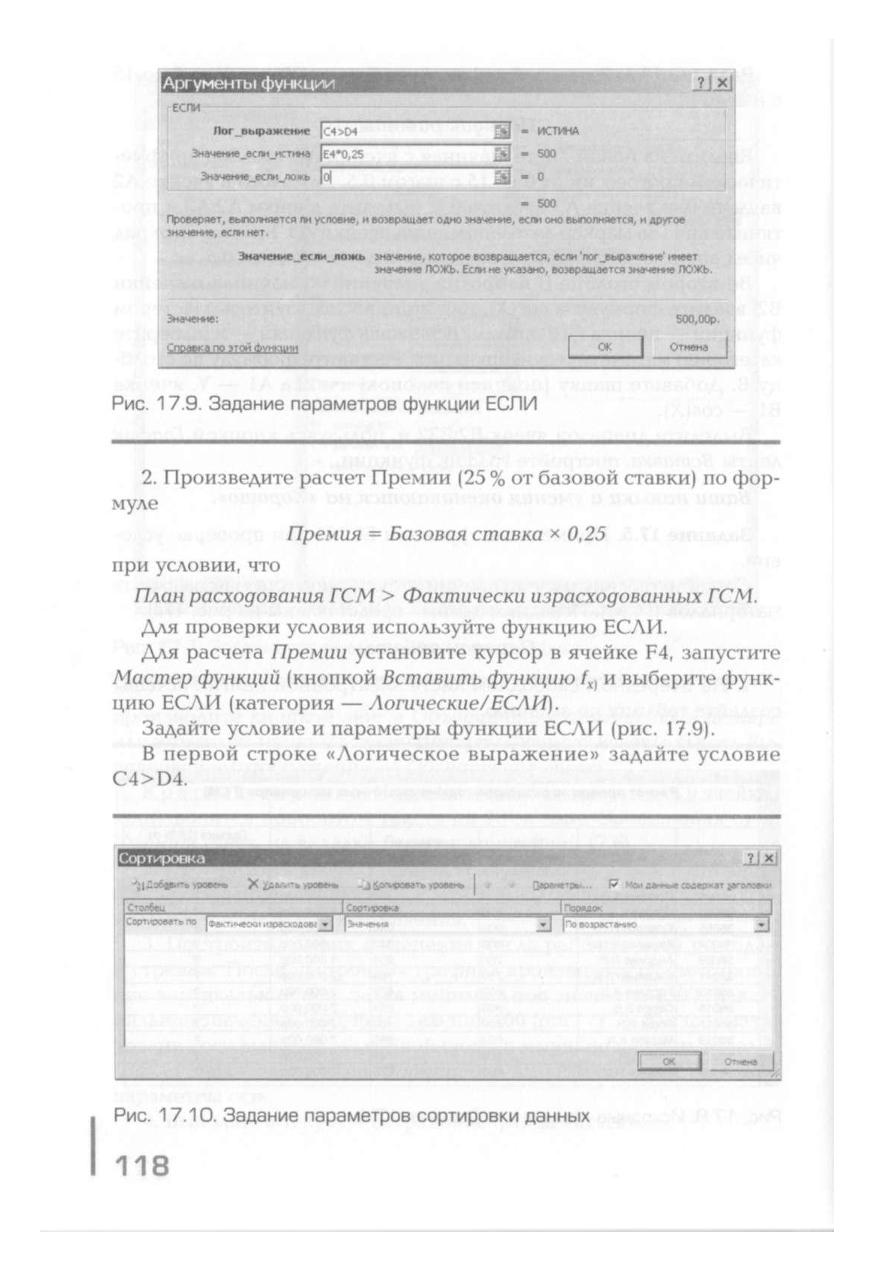 Аргументы функции
ЕСЛИ
Лог_выражение C4>D4 = ИСТИНА
Значение_если_истина E4*0,25 = 500
Значение_если_ложь 0 = 0
= 500
Проверяет, выполняется ли условие, и возвращает одно значение, если оно выполняется, и другое
значение, если нет.
Значение_если_ложь значение, которое возвращается, если 'лог_выражение' имеет
значение ЛОЖЬ. Если не указано, возвращается значение ЛОЖЬ.
Значение: 500,00р.
Справка по этой функции ОК Отмена
Рис. 17.9. Задание параметров функции ЕСЛИ
2. Произведите расчет Премии (25 % от базовой ставки) по фор-
муле
Премия = Базовая ставка × 0,25
при условии, что
План расходования ГСМ > Фактически израсходованных ГСМ.
Для проверки условия используйте функцию ЕСЛИ.
Для расчета Премии установите курсор в ячейке F4, запустите
Мастер функций (кнопкой Вставить функцию fx) и выберите функ-
цию ЕСЛИ (категория — Логические/ЕСЛИ).
Задайте условие и параметры функции ЕСЛИ (рис. 17.9).
В первой строке «Логическое выражение» задайте условие
C4>D4.
Сортировка
Добавить уровень Удалить уровень Копировать уровень Параметры... Мои данные содержат заголовки
Столбец Сортировка Порядок
Сортировать по Фактически израсходова Значения По возрастанию
ОК Отмена
Рис. 17.10. Задание параметров сортировки данных
118